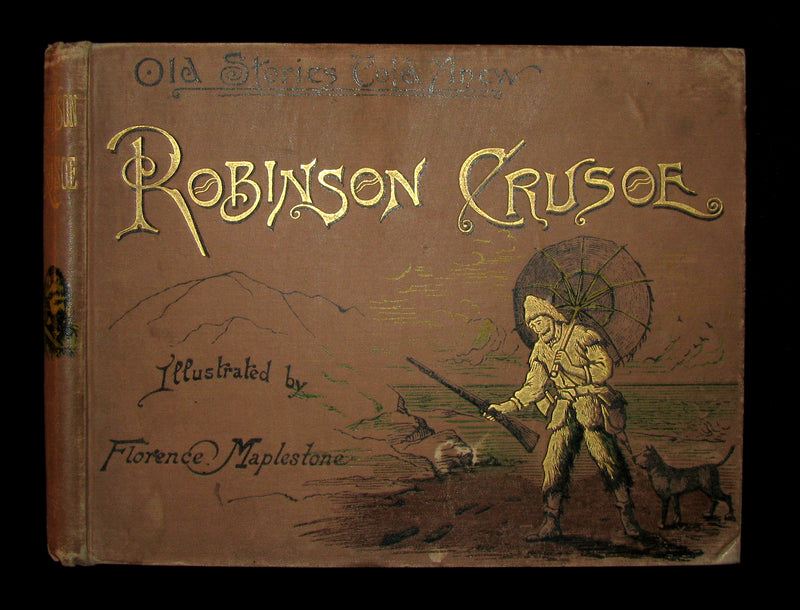 Old Stories Told Anew
ROBINSON CRUSOE
Illustrated by
Florence Maplestone